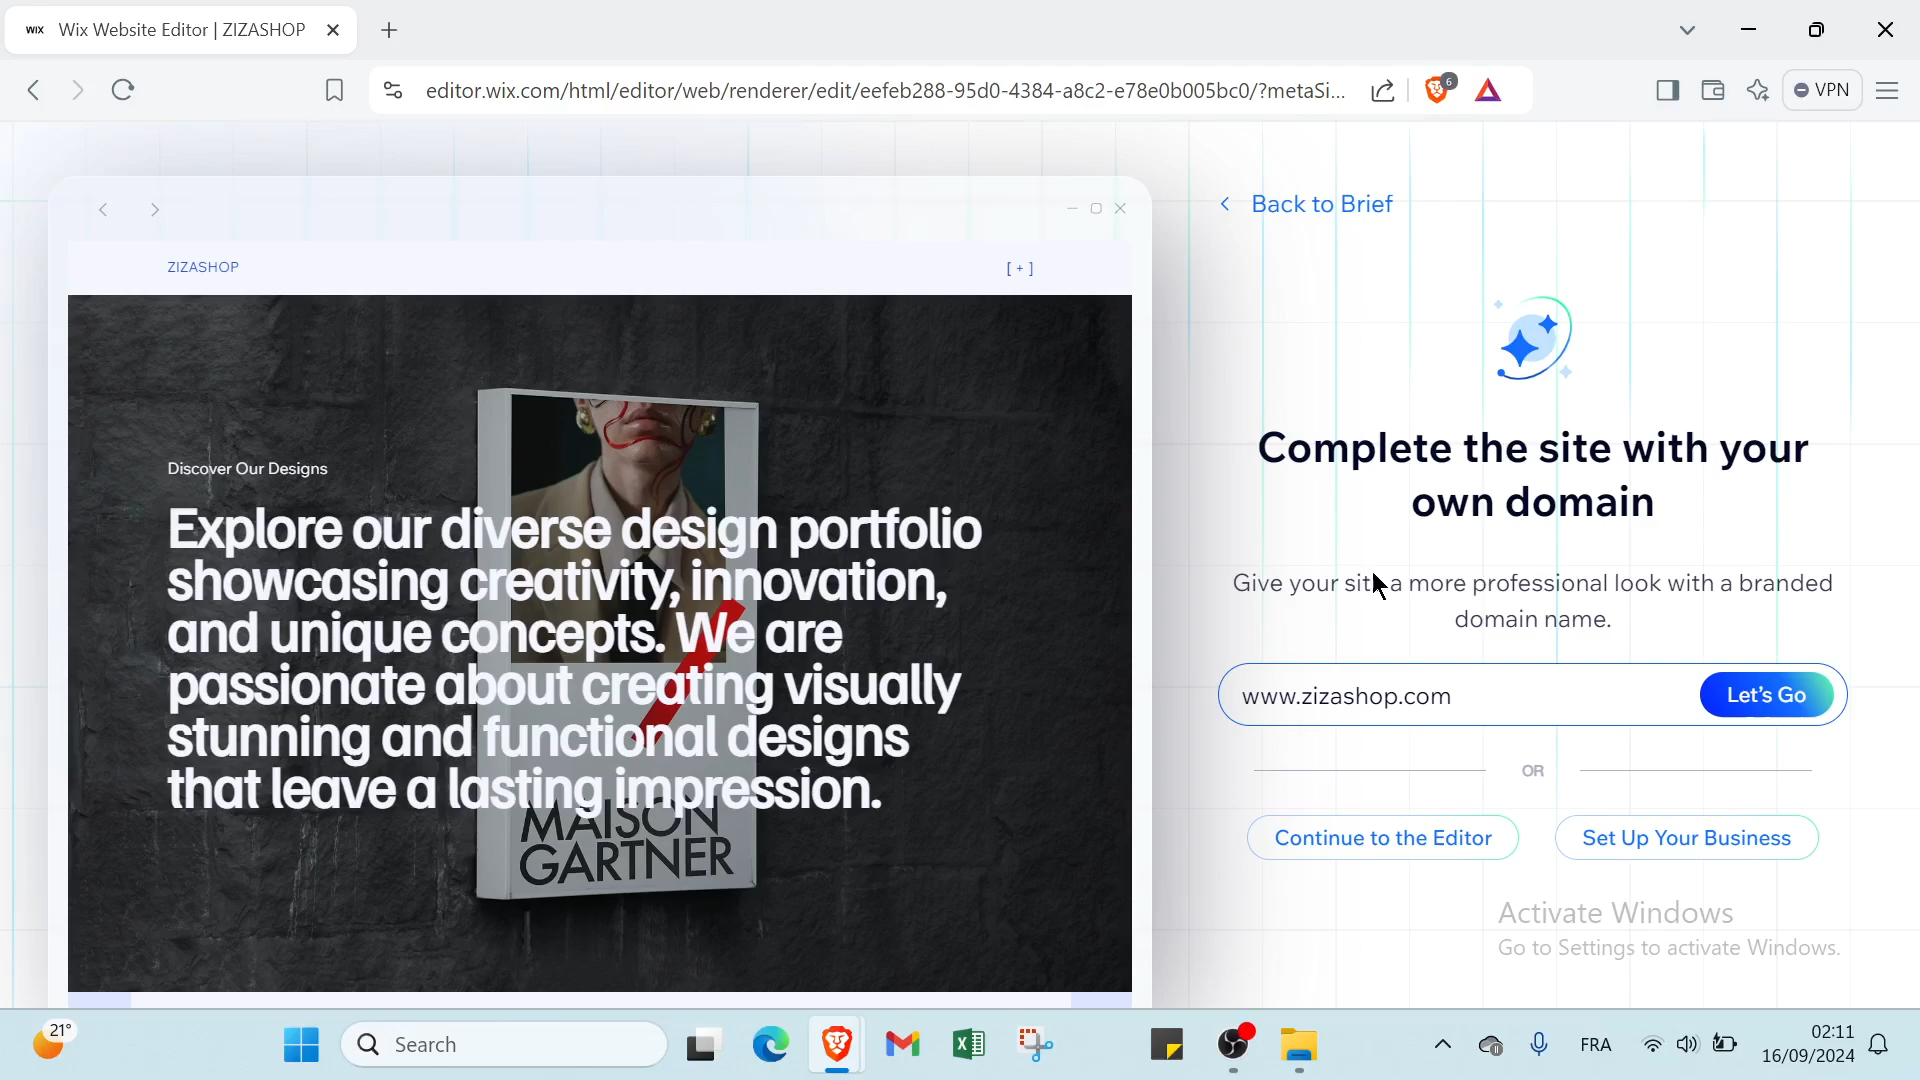 WIX Wix Website Editor | ZIZASHOP
editor.wix.com/html/editor/web/renderer/edit/eefeb288-95d0-4384-a8c2-e78e0b005bc0/?metaSi...
6
VPN
Back to Brief
ZIZASHOP
[ + ]
Discover Our Designs
Explore our diverse design portfolio
showcasing creativity, innovation,
and unique concepts. We are
passionate about creating visually
stunning and functional designs
that leave a lasting impression.
MAISON
GARTNER
Complete the site with your
own domain
Give your site a more professional look with a branded
domain name.
www.zizashop.com
Let's Go
OR
Continue to the Editor
Set Up Your Business
Activate Windows
Go to Settings to activate Windows.
21°
Search
FRA
02:11
16/09/2024